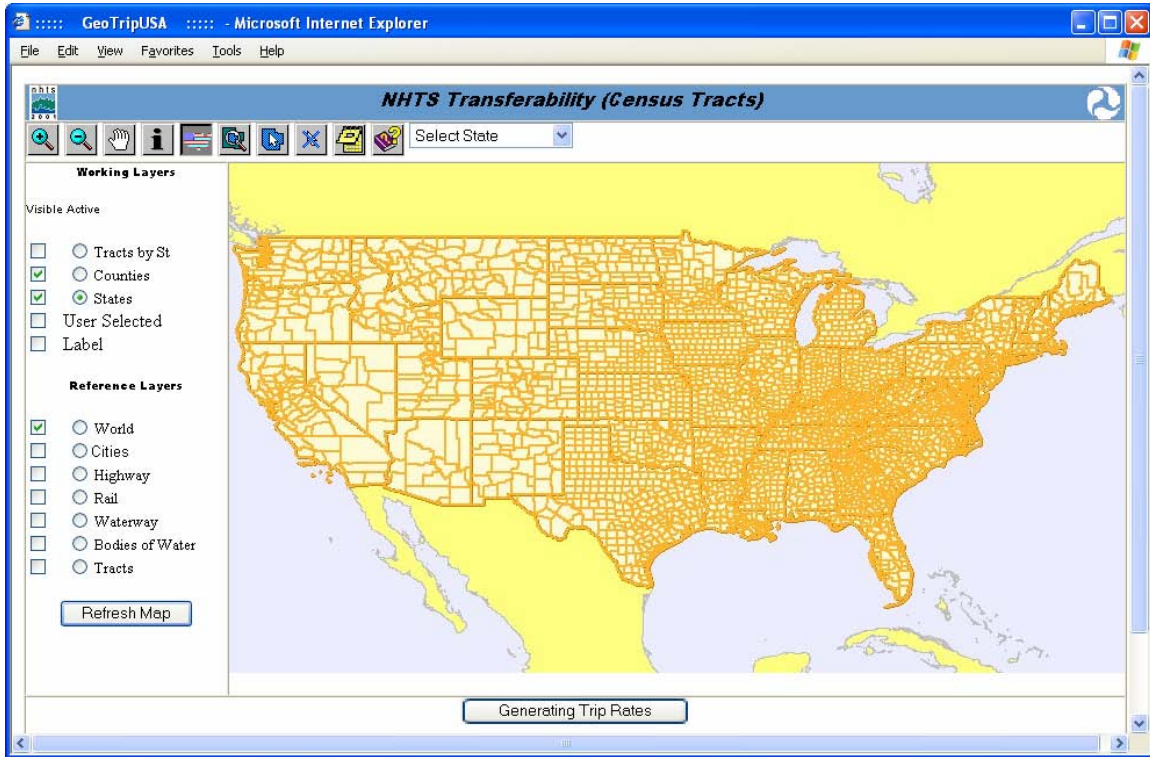 ::::: GeoTripUSA ::::: - Microsoft Internet Explorer
File Edit View Favorites Tools Help
nhts
2001
NHTS Transferability (Census Tracts)
i
Select State
Working Layers
Visible Active
Tracts by St
Counties
States
User Selected
Label
Reference Layers
World
Cities
Highway
Rail
Waterway
Bodies of Water
Tracts
Refresh Map
Generating Trip Rates